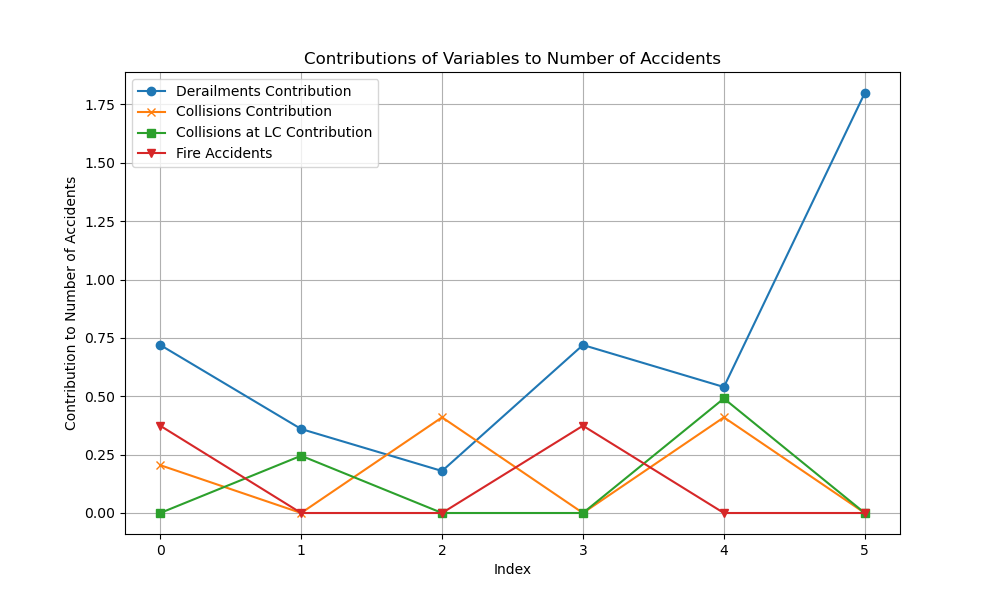 Contributions of Variables to Number of Accidents
Derailments Contribution
Collisions Contribution
Collisions at LC Contribution
Fire Accidents
Contribution to Number of Accidents
1.75
1.50
1.25
1.00
0.75
0.50
0.25
0.00
0 1 2 3 4 5
Index